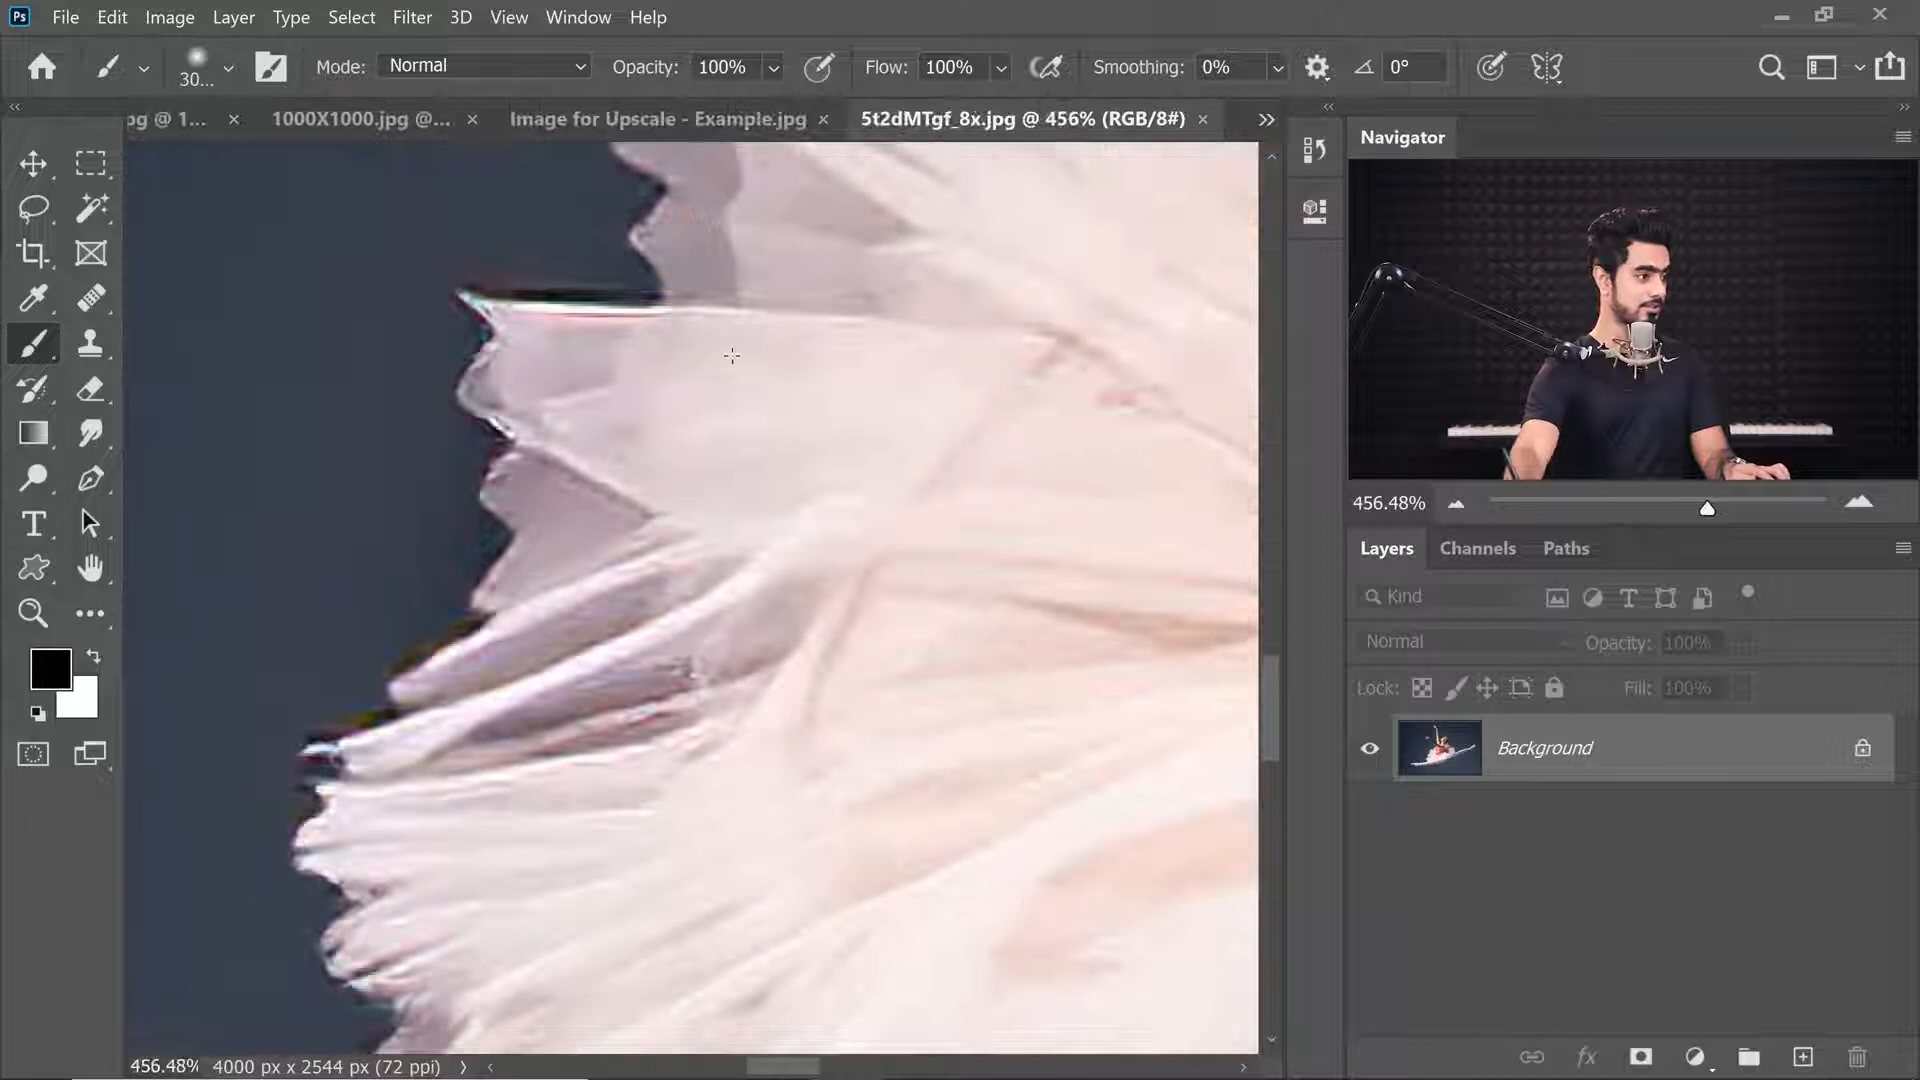 Ps File Edit Image Layer Type Select Filter 3D View Window Help
30... Mode: Normal Opacity: 100% Flow: 100% Smoothing: 0% 0°
pg @ 1... × 1000X1000.jpg @... × Image for Upscale - Example.jpg × 5t2dMTgf_8x.jpg @ 456% (RGB/8#) ×
Navigator
456.48%
Layers Channels Paths
Kind
Normal Opacity: 100%
Lock: Fill: 100%
Background
fx
456.48% 4000 px x 2544 px (72 ppi)